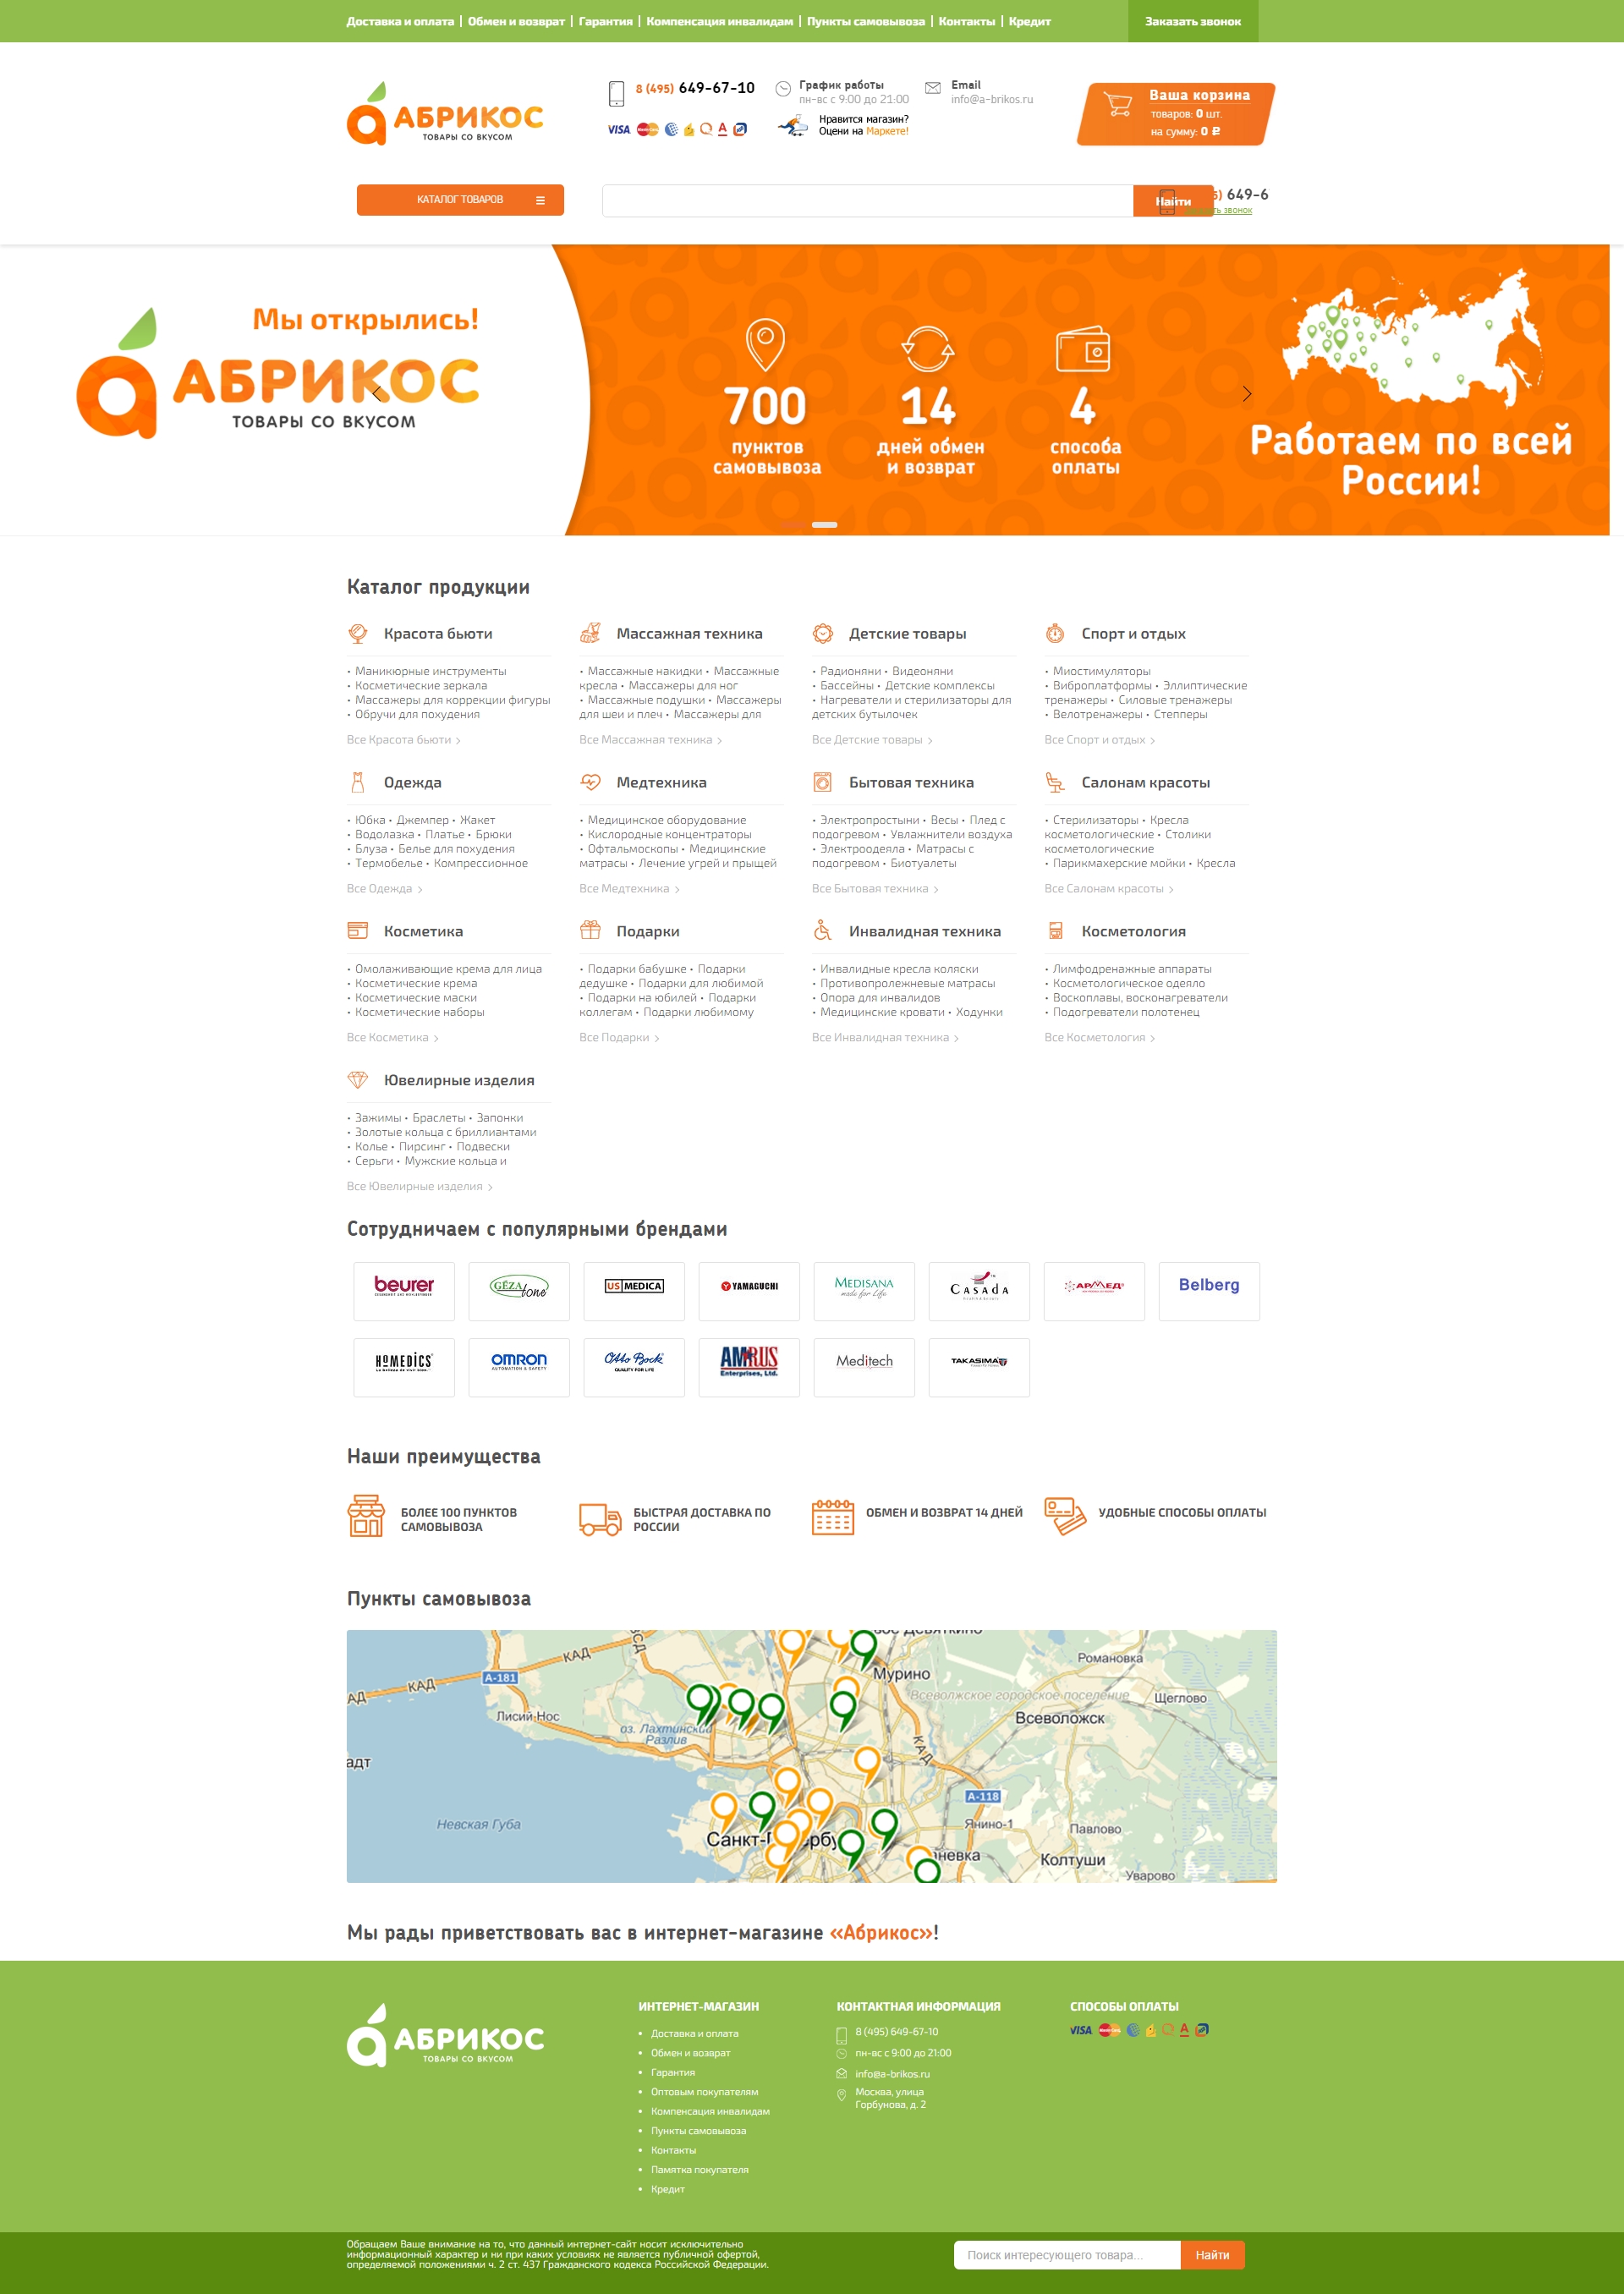 Доставка и оплата | Обмен и возврат | Гарантия | Компенсация инвалидам | Пункты самовывоза | Контакты | Кредит
Заказать звонок
АБРИКОС
ТОВАРЫ СО ВКУСОМ
8 (495) 649-67-10
График работы
пн-вс с 9:00 до 21:00
Email
info@a-brikos.ru
VISA
Нравится магазин?
Оцени на Маркете!
Ваша корзина
товаров: 0 шт.
на сумму: 0 ₽
КАТАЛОГ ТОВАРОВ
Найти
649-6
звонок
Мы открылись!
АБРИКОС
ТОВАРЫ СО ВКУСОМ
700
пунктов
самовывоза
14
дней обмен
и возврат
4
способа
оплаты
Работаем по всей
России!
Каталог продукции
Красота бьюти
• Маникюрные инструменты
• Косметические зеркала
• Массажеры для коррекции фигуры
• Обручи для похудения
Все Красота бьюти
Массажная техника
• Массажные накидки • Массажные
кресла • Массажеры для ног
• Массажные подушки • Массажеры
для шеи и плеч • Массажеры для
Все Массажная техника
Детские товары
• Радионяни • Видеоняни
• Бассейны • Детские комплексы
• Нагреватели и стерилизаторы для
детских бутылочек
Все Детские товары
Спорт и отдых
• Миостимуляторы
• Виброплатформы • Эллиптические
тренажеры • Силовые тренажеры
• Велотренажеры • Степперы
Все Спорт и отдых
Одежда
• Юбка • Джемпер • Жакет
• Водолазка • Платье • Брюки
• Блуза • Белье для похудения
• Термобелье • Компрессионное
Все Одежда
Медтехника
• Медицинское оборудование
• Кислородные концентраторы
• Офтальмоскопы • Медицинские
матрасы • Лечение угрей и прыщей
Все Медтехника
Бытовая техника
• Электропростыни • Весы • Плед с
подогревом • Увлажнители воздуха
• Электроодеяла • Матрасы с
подогревом • Биотуалеты
Все Бытовая техника
Салонам красоты
• Стерилизаторы • Кресла
косметологические • Столики
косметологические
• Парикмахерские мойки • Кресла
Все Салонам красоты
Косметика
• Омолаживающие крема для лица
• Косметические крема
• Косметические маски
• Косметические наборы
Все Косметика
Подарки
• Подарки бабушке • Подарки
дедушке • Подарки для любимой
• Подарки на юбилей • Подарки
коллегам • Подарки любимому
Все Подарки
Инвалидная техника
• Инвалидные кресла коляски
• Противопролежневые матрасы
• Опора для инвалидов
• Медицинские кровати • Ходунки
Все Инвалидная техника
Косметология
• Лимфодренажные аппараты
• Косметологическое одеяло
• Воскоплавы, восконагреватели
• Подогреватели полотенец
Все Косметология
Ювелирные изделия
• Зажимы • Браслеты • Запонки
• Золотые кольца с бриллиантами
• Колье • Пирсинг • Подвески
• Серьги • Мужские кольца и
Все Ювелирные изделия
Сотрудничаем с популярными брендами
beurer
GÉZAtone
US MEDICA
YAMAGUCHI
MEDISANA
made for Life
CASADA
АРМЕД
Belberg
HOMEDICS
OMRON
AUTOMATION & SAFETY
Otto Bock
QUALITY FOR LIFE
AMRUS
Enterprises, Ltd.
Meditech
TAKASIMA
Наши преимущества
БОЛЕЕ 100 ПУНКТОВ
САМОВЫВОЗА
БЫСТРАЯ ДОСТАВКА ПО
РОССИИ
ОБМЕН И ВОЗВРАТ 14 ДНЕЙ
УДОБНЫЕ СПОСОБЫ ОПЛАТЫ
Пункты самовывоза
КАД
КАД
А-181
Мурино
Романовка
Всеволожское городское поселение
Щеглово
Лисий Нос
оз. Лахтинский
Разлив
Всеволожск
КАД
А-118
Невская Губа
Янино-1
Павлово
Колтуши
Уварово
Мы рады приветствовать вас в интернет-магазине «Абрикос»!
АБРИКОС
ТОВАРЫ СО ВКУСОМ
ИНТЕРНЕТ-МАГАЗИН
• Доставка и оплата
• Обмен и возврат
• Гарантия
• Оптовым покупателям
• Компенсация инвалидам
• Пункты самовывоза
• Контакты
• Памятка покупателя
• Кредит
КОНТАКТНАЯ ИНФОРМАЦИЯ
8 (495) 649-67-10
пн-вс с 9:00 до 21:00
info@a-brikos.ru
Москва, улица
Горбунова, д. 2
СПОСОБЫ ОПЛАТЫ
VISA
Обращаем Ваше внимание на то, что данный интернет-сайт носит исключительно
информационный характер и ни при каких условиях не является публичной офертой,
определяемой положениями ч. 2 ст. 437 Гражданского кодекса Российской Федерации.
Поиск интересующего товара...
Найти